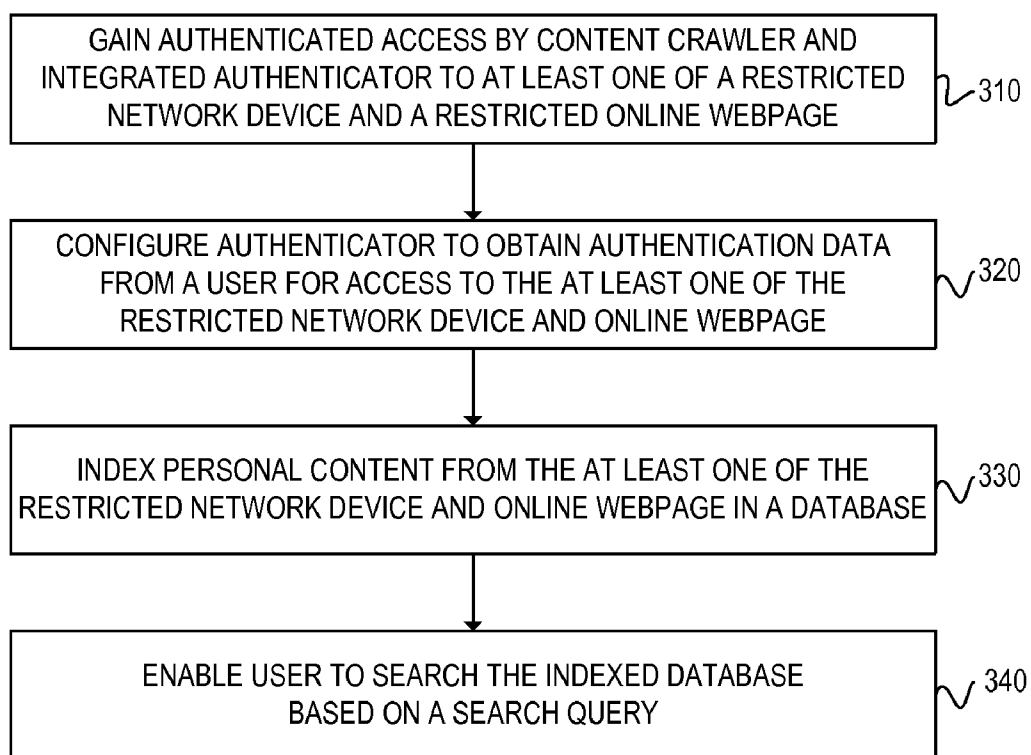 GAIN AUTHENTICATED ACCESS BY CONTENT CRAWLER AND
INTEGRATED AUTHENTICATOR TO AT LEAST ONE OF A RESTRICTED
NETWORK DEVICE AND A RESTRICTED ONLINE WEBPAGE
310
CONFIGURE AUTHENTICATOR TO OBTAIN AUTHENTICATION DATA
FROM A USER FOR ACCESS TO THE AT LEAST ONE OF THE
RESTRICTED NETWORK DEVICE AND ONLINE WEBPAGE
320
INDEX PERSONAL CONTENT FROM THE AT LEAST ONE OF THE
RESTRICTED NETWORK DEVICE AND ONLINE WEBPAGE IN A DATABASE
330
ENABLE USER TO SEARCH THE INDEXED DATABASE
BASED ON A SEARCH QUERY
340